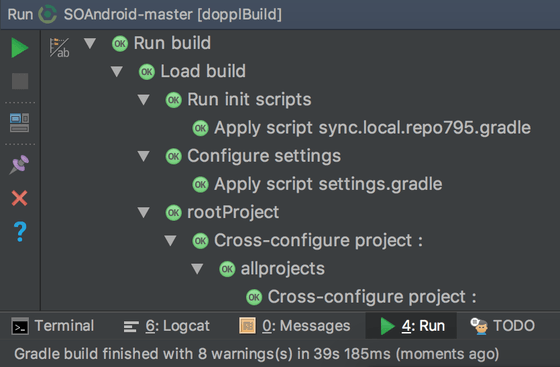 Run SOAndroid-master [dopplBuild]
ab OK Run build
OK Load build
OK Run init scripts
OK Apply script sync.local.repo795.gradle
OK Configure settings
OK Apply script settings.gradle
OK rootProject
OK Cross-configure project :
OK allprojects
OK Cross-configure project :
Terminal 6: Logcat 0: Messages 4: Run TODO
Gradle build finished with 8 warnings(s) in 39s 185ms (moments ago)